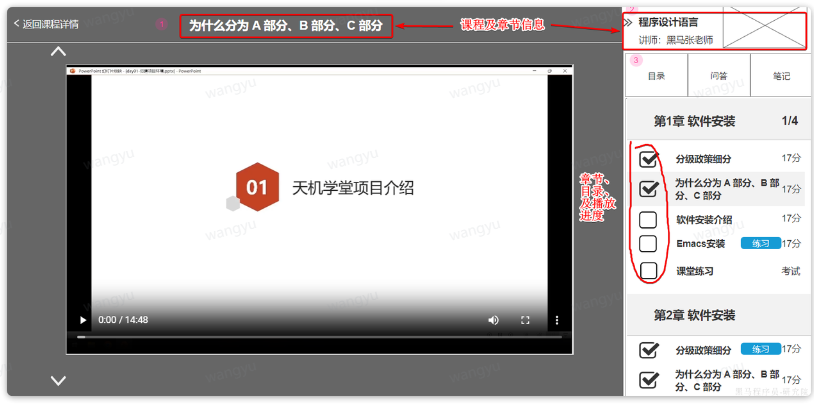 返回课程详情
1
为什么分为 A 部分、B 部分、C 部分
课程及章节信息
2
程序设计语言
讲师：黑马张老师
3
目录
问答
笔记
第1章 软件安装
1/4
分级政策细分
17分
为什么分为 A 部分、B 部分、C 部分
17分
软件安装介绍
17分
Emacs安装
练习
17分
课堂练习
考试
第2章 软件安装
分级政策细分
练习
17分
为什么分为 A 部分、B 部分、C 部分
17分
章节、
目录、
及播放
进度
01
天机学堂项目介绍
0:00 / 14:48
wangyu
wangyu
wangyu
wangyu
wangyu
wangyu